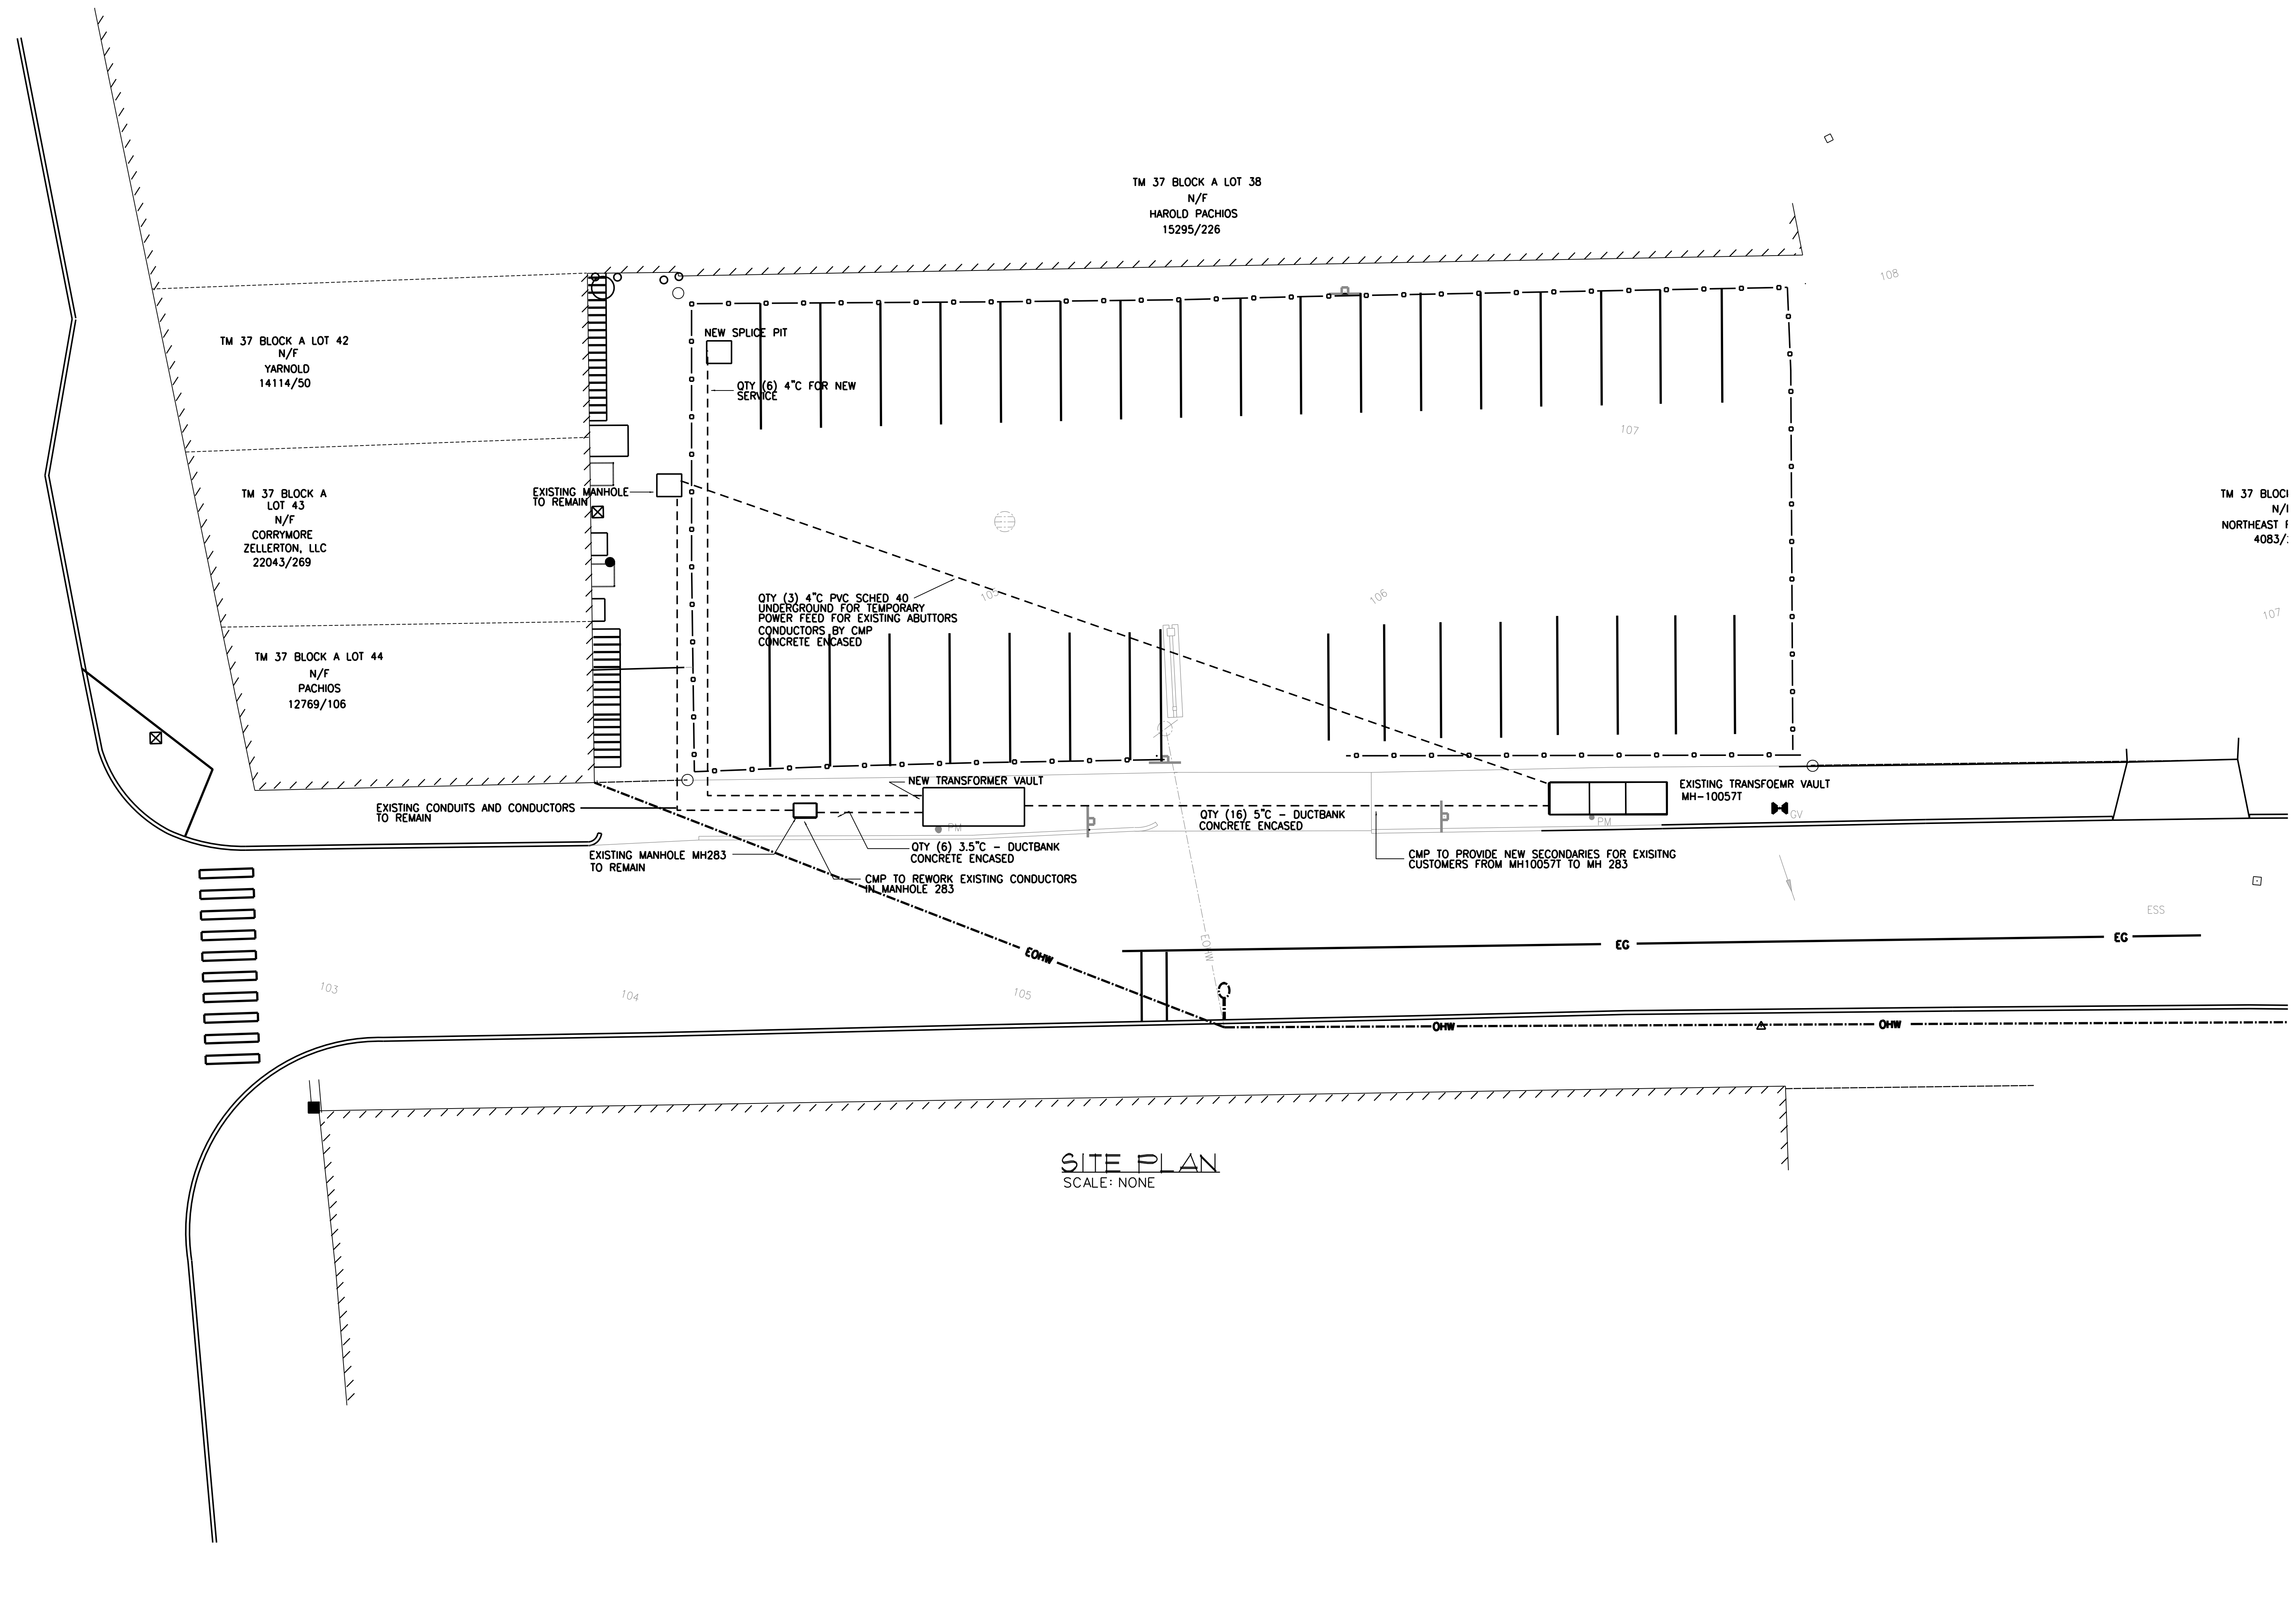 TM 37 BLOCK A LOT 38
N/F
HAROLD PACHIOS
15295/226
108
TM 37 BLOCK A LOT 42
N/F
YARNOLD
14114/50
NEW SPLICE PIT
QTY (6) 4"C FOR NEW
SERVICE
107
TM 37 BLOCK A
LOT 43
N/F
CORRYMORE
ZELLERTON, LLC
22043/269
EXISTING MANHOLE
TO REMAIN
TM 37 BLOC
N/
NORTHEAST
4083/
QTY (3) 4"C PVC SCHED 40
UNDERGROUND FOR TEMPORARY
POWER FEED FOR EXISTING ABUTTORS
CONDUCTORS BY CMP
CONCRETE ENCASED
105
106
107
TM 37 BLOCK A LOT 44
N/F
PACHIOS
12769/106
NEW TRANSFORMER VAULT
EXISTING TRANSFOEMR VAULT
MH-10057T
EXISTING CONDUITS AND CONDUCTORS
TO REMAIN
PM
QTY (16) 5"C - DUCTBANK
CONCRETE ENCASED
PM
GV
EXISTING MANHOLE MH283
TO REMAIN
QTY (6) 3.5"C - DUCTBANK
CONCRETE ENCASED
CMP TO PROVIDE NEW SECONDARIES FOR EXISITNG
CUSTOMERS FROM MH10057T TO MH 283
CMP TO REWORK EXISTING CONDUCTORS
IN MANHOLE 283
ESS
EOHW
EOHW
EG
EG
103
104
105
OHW
OHW
SITE PLAN
SCALE: NONE